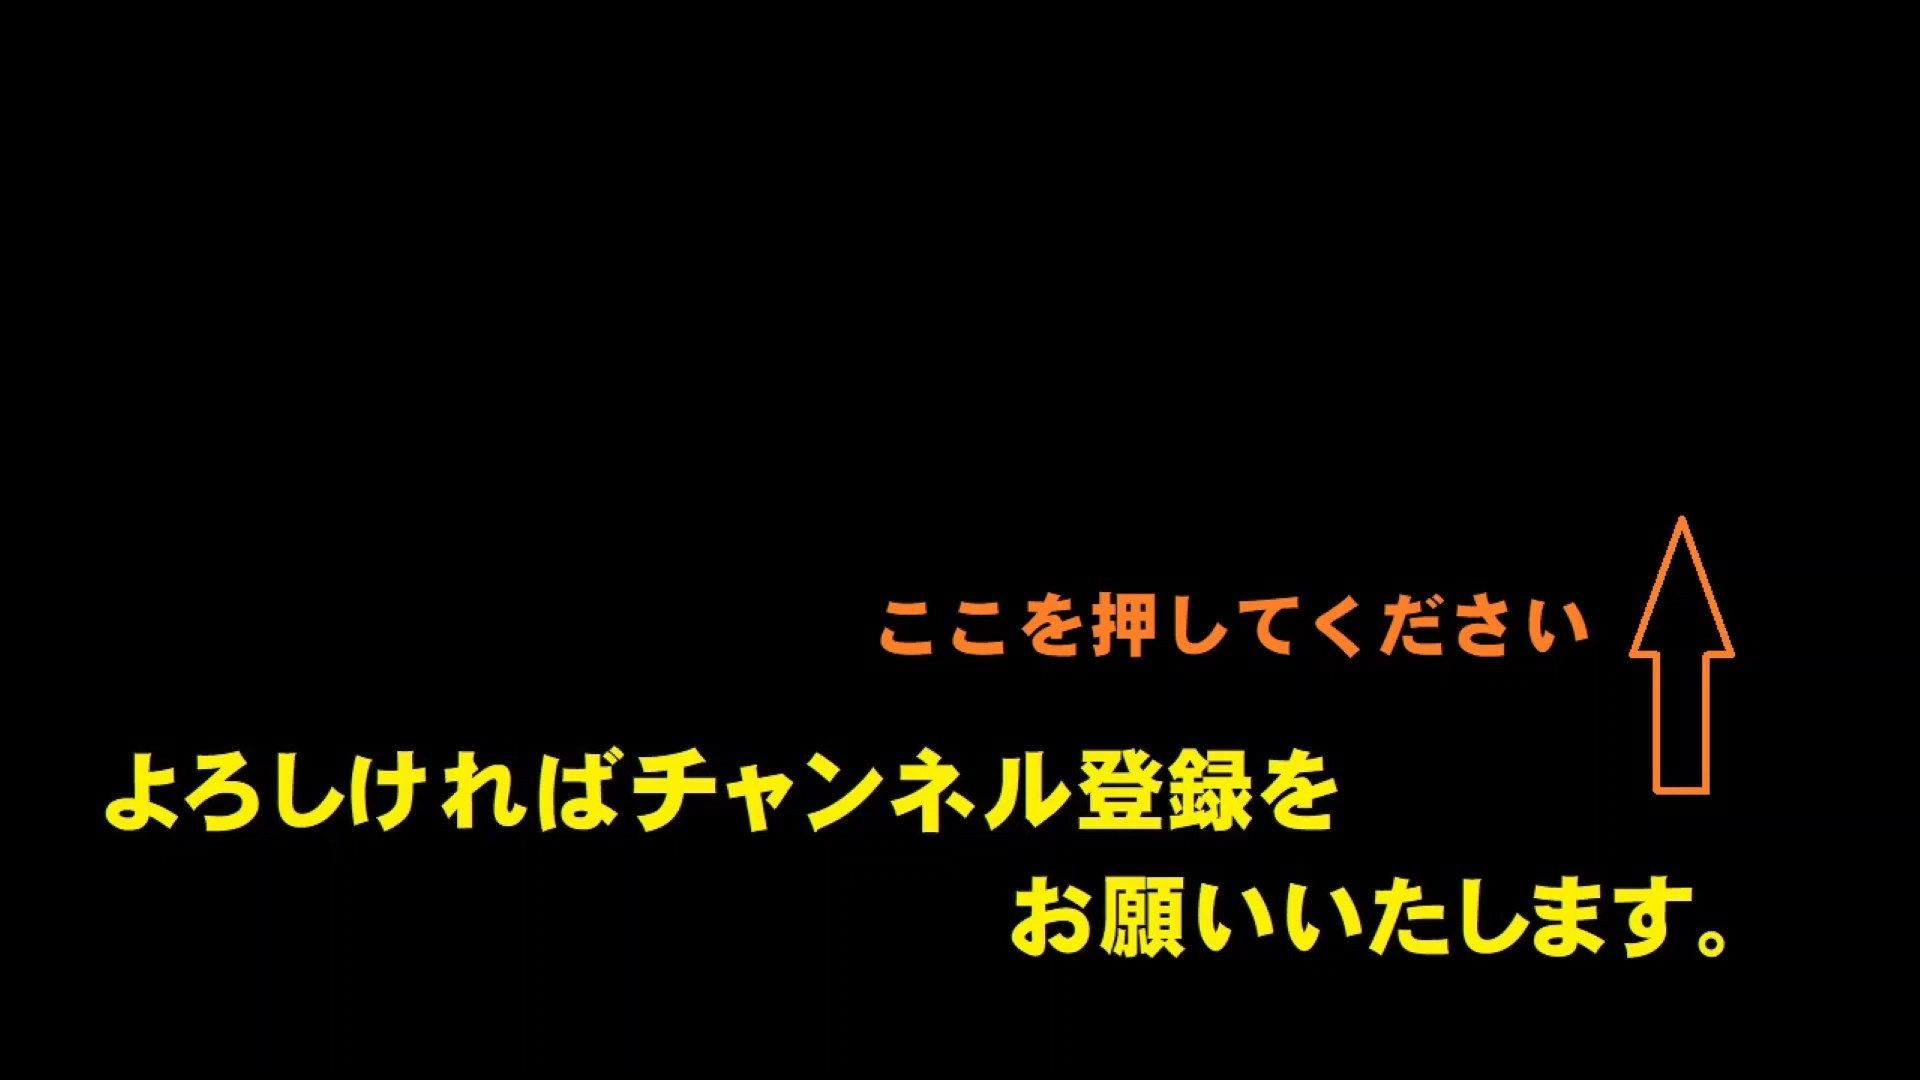 ここを押してください
よろしければチャンネル登録を
お願いいたします。